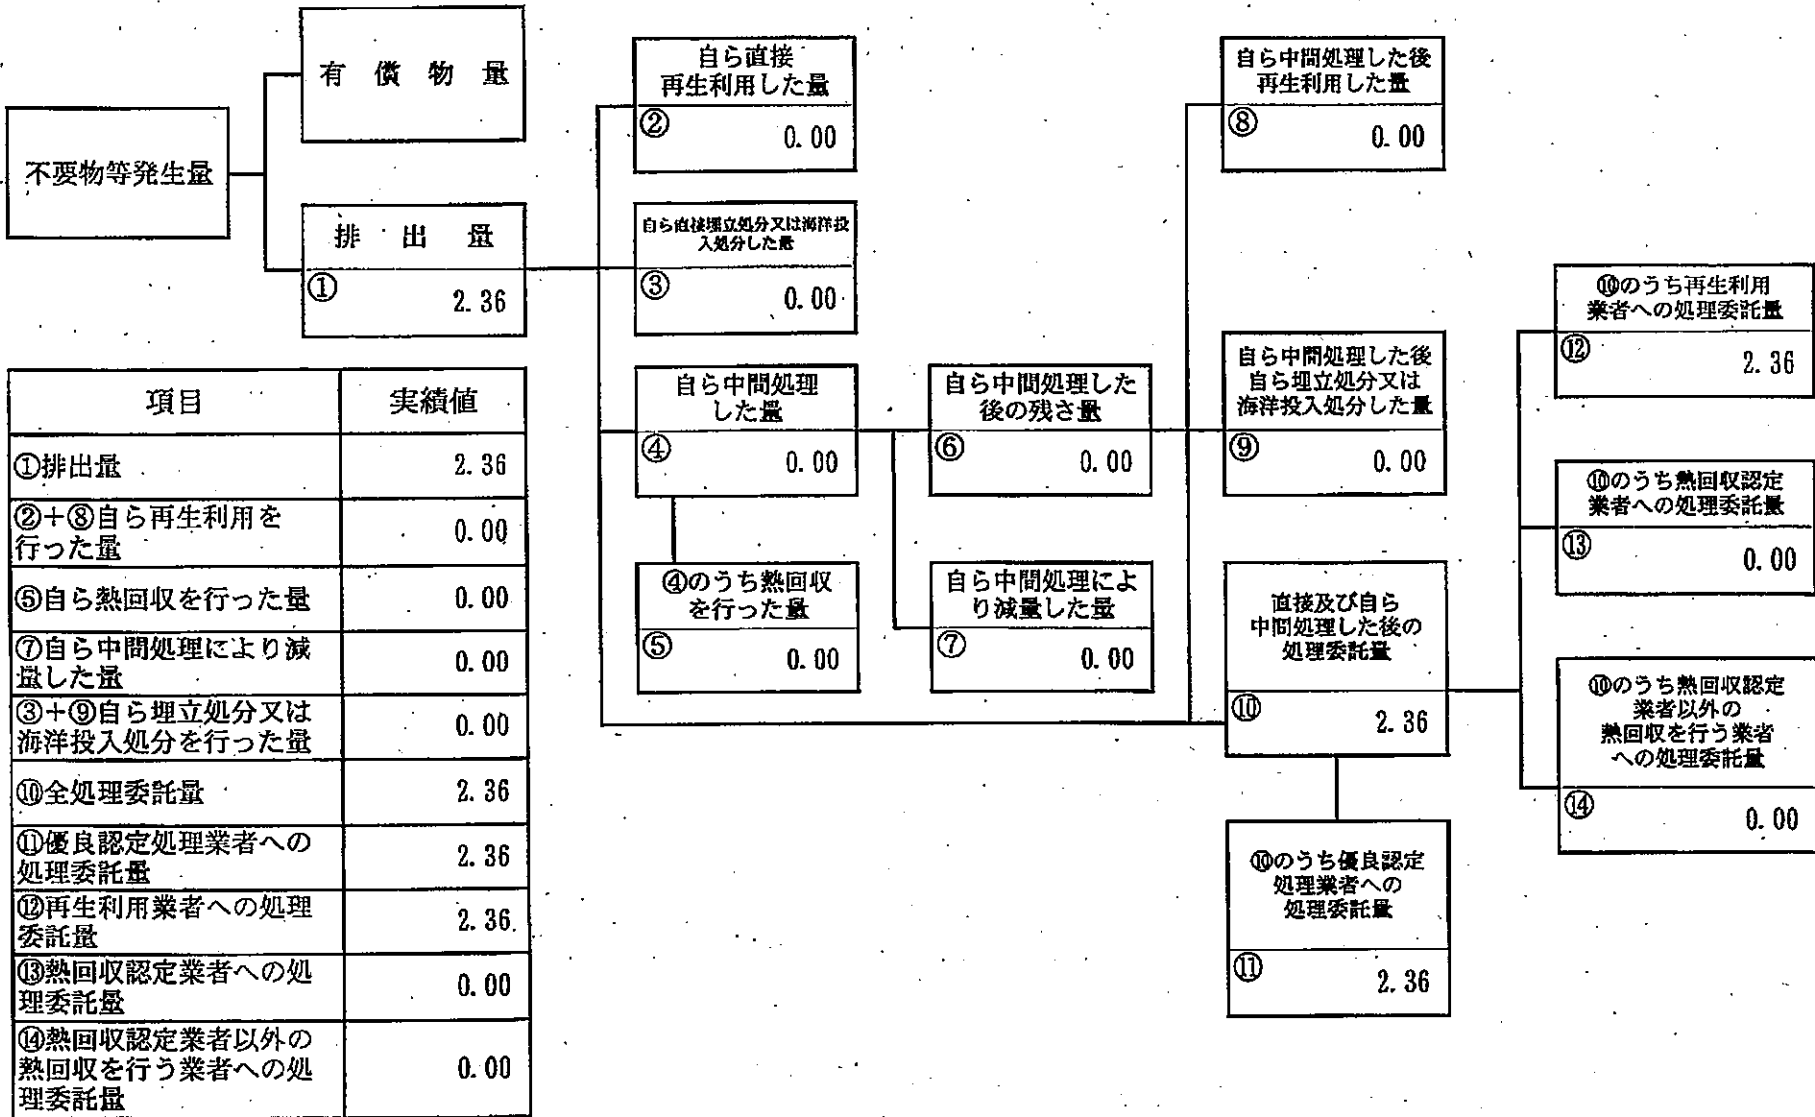 有償物量
不要物等発生量
排出量
① 2.36
自ら直接
再生利用した量
② 0.00
自ら直接埋立処分又は海洋投
入処分した量
③ 0.00
自ら中間処理
した量
④ 0.00
④のうち熱回収
を行った量
⑤ 0.00
自ら中間処理した
後の残さ量
⑥ 0.00
自ら中間処理によ
り減量した量
⑦ 0.00
自ら中間処理した後
再生利用した量
⑧ 0.00
自ら中間処理した後
自ら埋立処分又は
海洋投入処分した量
⑨ 0.00
直接及び自ら
中間処理した後の
処理委託量
⑩ 2.36
⑩のうち優良認定
処理業者への
処理委託量
⑪ 2.36
⑩のうち再生利用
業者への処理委託量
⑫ 2.36
⑩のうち熱回収認定
業者への処理委託量
⑬ 0.00
⑩のうち熱回収認定
業者以外の
熱回収を行う業者
への処理委託量
⑭ 0.00
項目 実績値
①排出量 2.36
②+⑧自ら再生利用を
行った量 0.00
⑤自ら熱回収を行った量 0.00
⑦自ら中間処理により減
量した量 0.00
③+⑨自ら埋立処分又は
海洋投入処分を行った量 0.00
⑩全処理委託量 2.36
⑪優良認定処理業者への
処理委託量 2.36
⑫再生利用業者への処理
委託量 2.36
⑬熱回収認定業者への処
理委託量 0.00
⑭熱回収認定業者以外の
熱回収を行う業者への処
理委託量 0.00